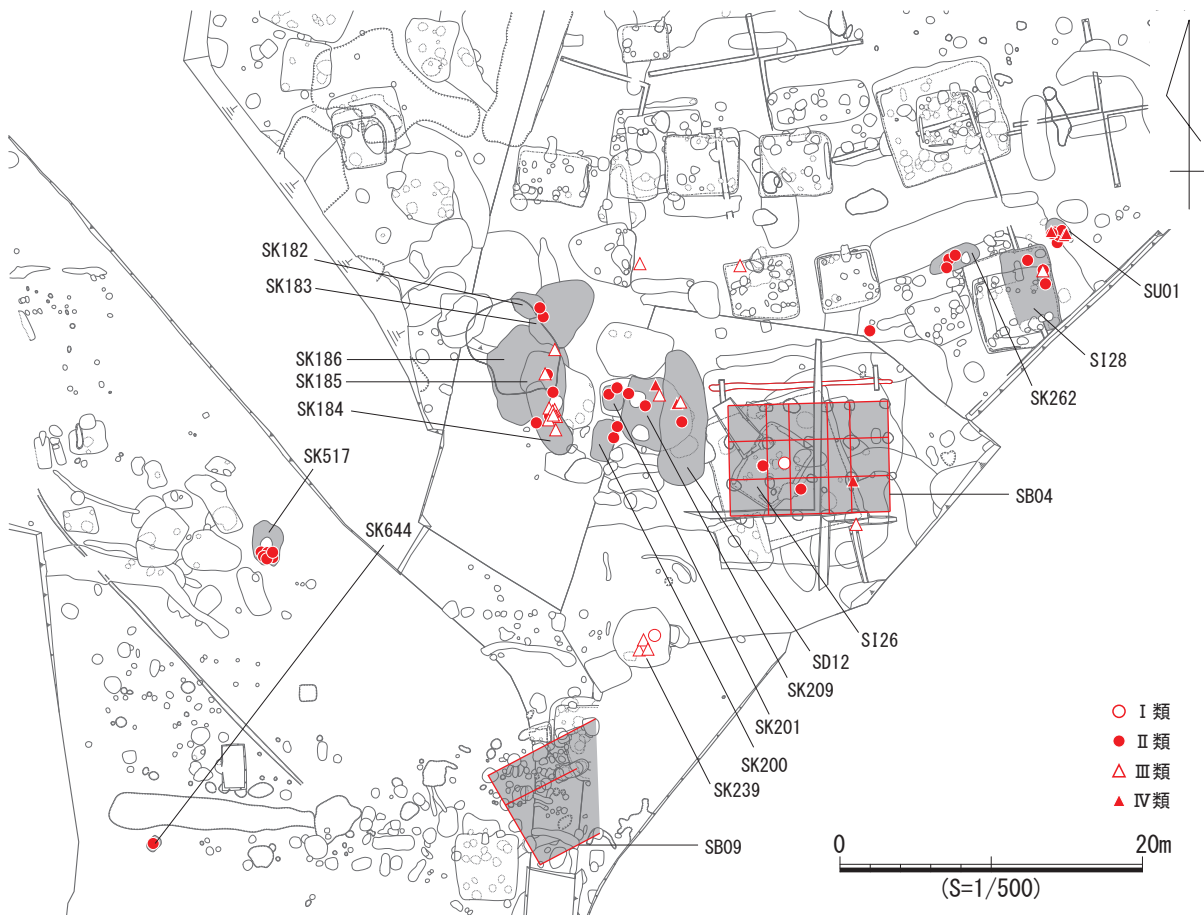 SK182
SK183
SK186
SK185
SK184
SK517
SK644
SU01
SI28
SK262
SB04
SI26
SD12
SK209
SK201
SK200
SK239
SB09
Ⅰ類
Ⅱ類
Ⅲ類
Ⅳ類
0 20m
(S=1/500)